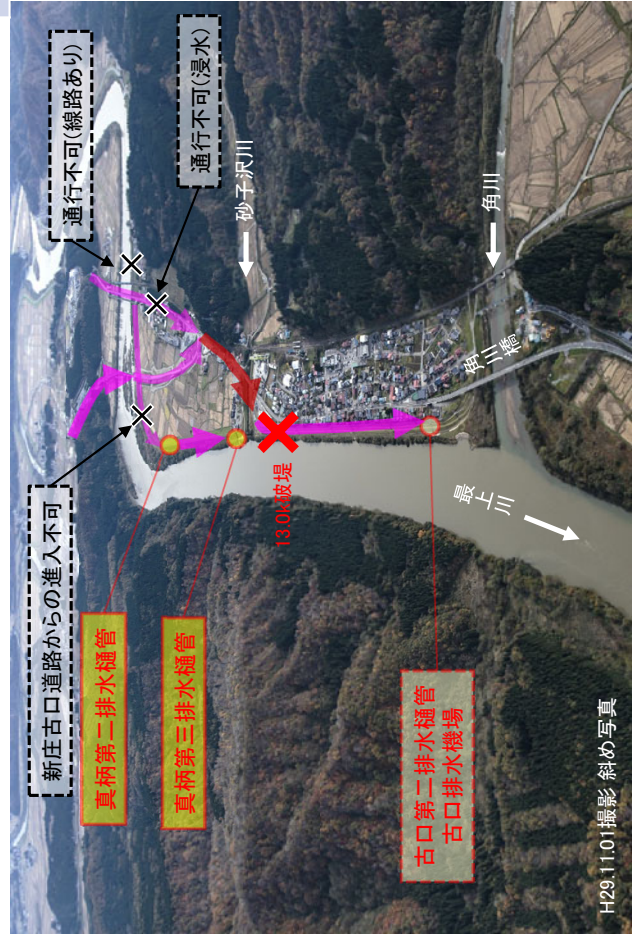 通行不可(線路あり)
通行不可(浸水)
砂子沢川
角川
角川橋
新庄古口道路からの進入不可
13.0k破堤
最上川
真柄第二排水樋管
真柄第三排水樋管
古口第二排水樋管
古口排水機場
H29.11.01撮影 斜め写真